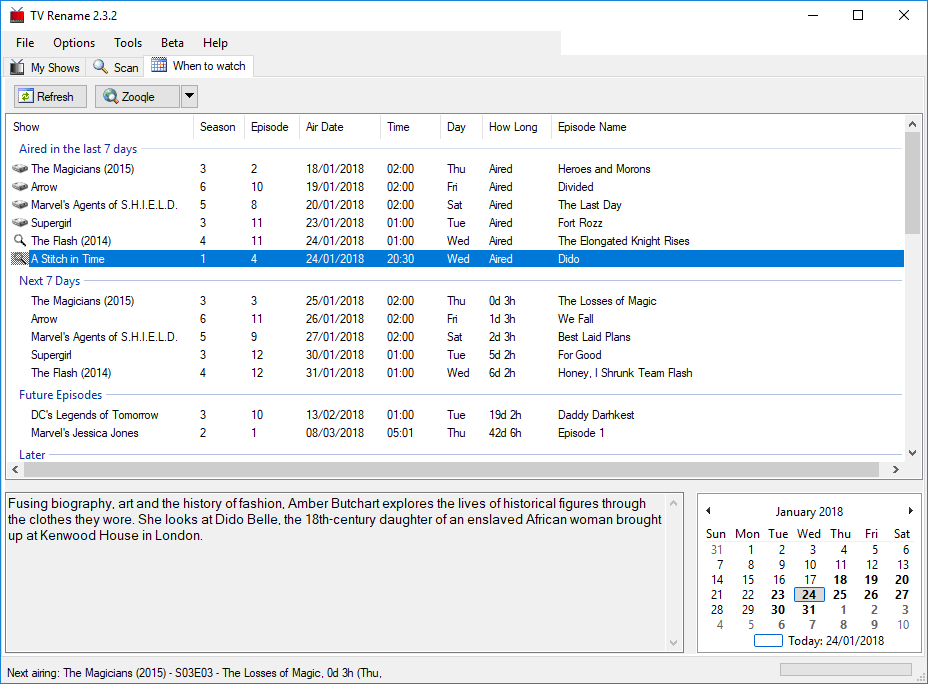 TV Rename 2.3.2
File Options Tools Beta Help
My Shows Scan When to watch
Refresh Zooqle
Show Season Episode Air Date Time Day How Long Episode Name
Aired in the last 7 days
The Magicians (2015) 3 2 18/01/2018 02:00 Thu Aired Heroes and Morons
Arrow 6 10 19/01/2018 02:00 Fri Aired Divided
Marvel's Agents of S.H.I.E.L.D. 5 8 20/01/2018 02:00 Sat Aired The Last Day
Supergirl 3 11 23/01/2018 01:00 Tue Aired Fort Rozz
The Flash (2014) 4 11 24/01/2018 01:00 Wed Aired The Elongated Knight Rises
A Stitch in Time 1 4 24/01/2018 20:30 Wed Aired Dido
Next 7 Days
The Magicians (2015) 3 3 25/01/2018 02:00 Thu 0d 3h The Losses of Magic
Arrow 6 11 26/01/2018 02:00 Fri 1d 3h We Fall
Marvel's Agents of S.H.I.E.L.D. 5 9 27/01/2018 02:00 Sat 2d 3h Best Laid Plans
Supergirl 3 12 30/01/2018 01:00 Tue 5d 2h For Good
The Flash (2014) 4 12 31/01/2018 01:00 Wed 6d 2h Honey, I Shrunk Team Flash
Future Episodes
DC's Legends of Tomorrow 3 10 13/02/2018 01:00 Tue 19d 2h Daddy Darhkest
Marvel's Jessica Jones 2 1 08/03/2018 05:01 Thu 42d 6h Episode 1
Later
Fusing biography, art and the history of fashion, Amber Butchart explores the lives of historical figures through
the clothes they wore. She looks at Dido Belle, the 18th-century daughter of an enslaved African woman brought
up at Kenwood House in London.
January 2018
Sun Mon Tue Wed Thu Fri Sat
31 1 2 3 4 5 6
7 8 9 10 11 12 13
14 15 16 17 18 19 20
21 22 23 24 25 26 27
28 29 30 31 1 2 3
4 5 6 7 8 9 10
Today: 24/01/2018
Next airing: The Magicians (2015) - S03E03 - The Losses of Magic, 0d 3h (Thu,